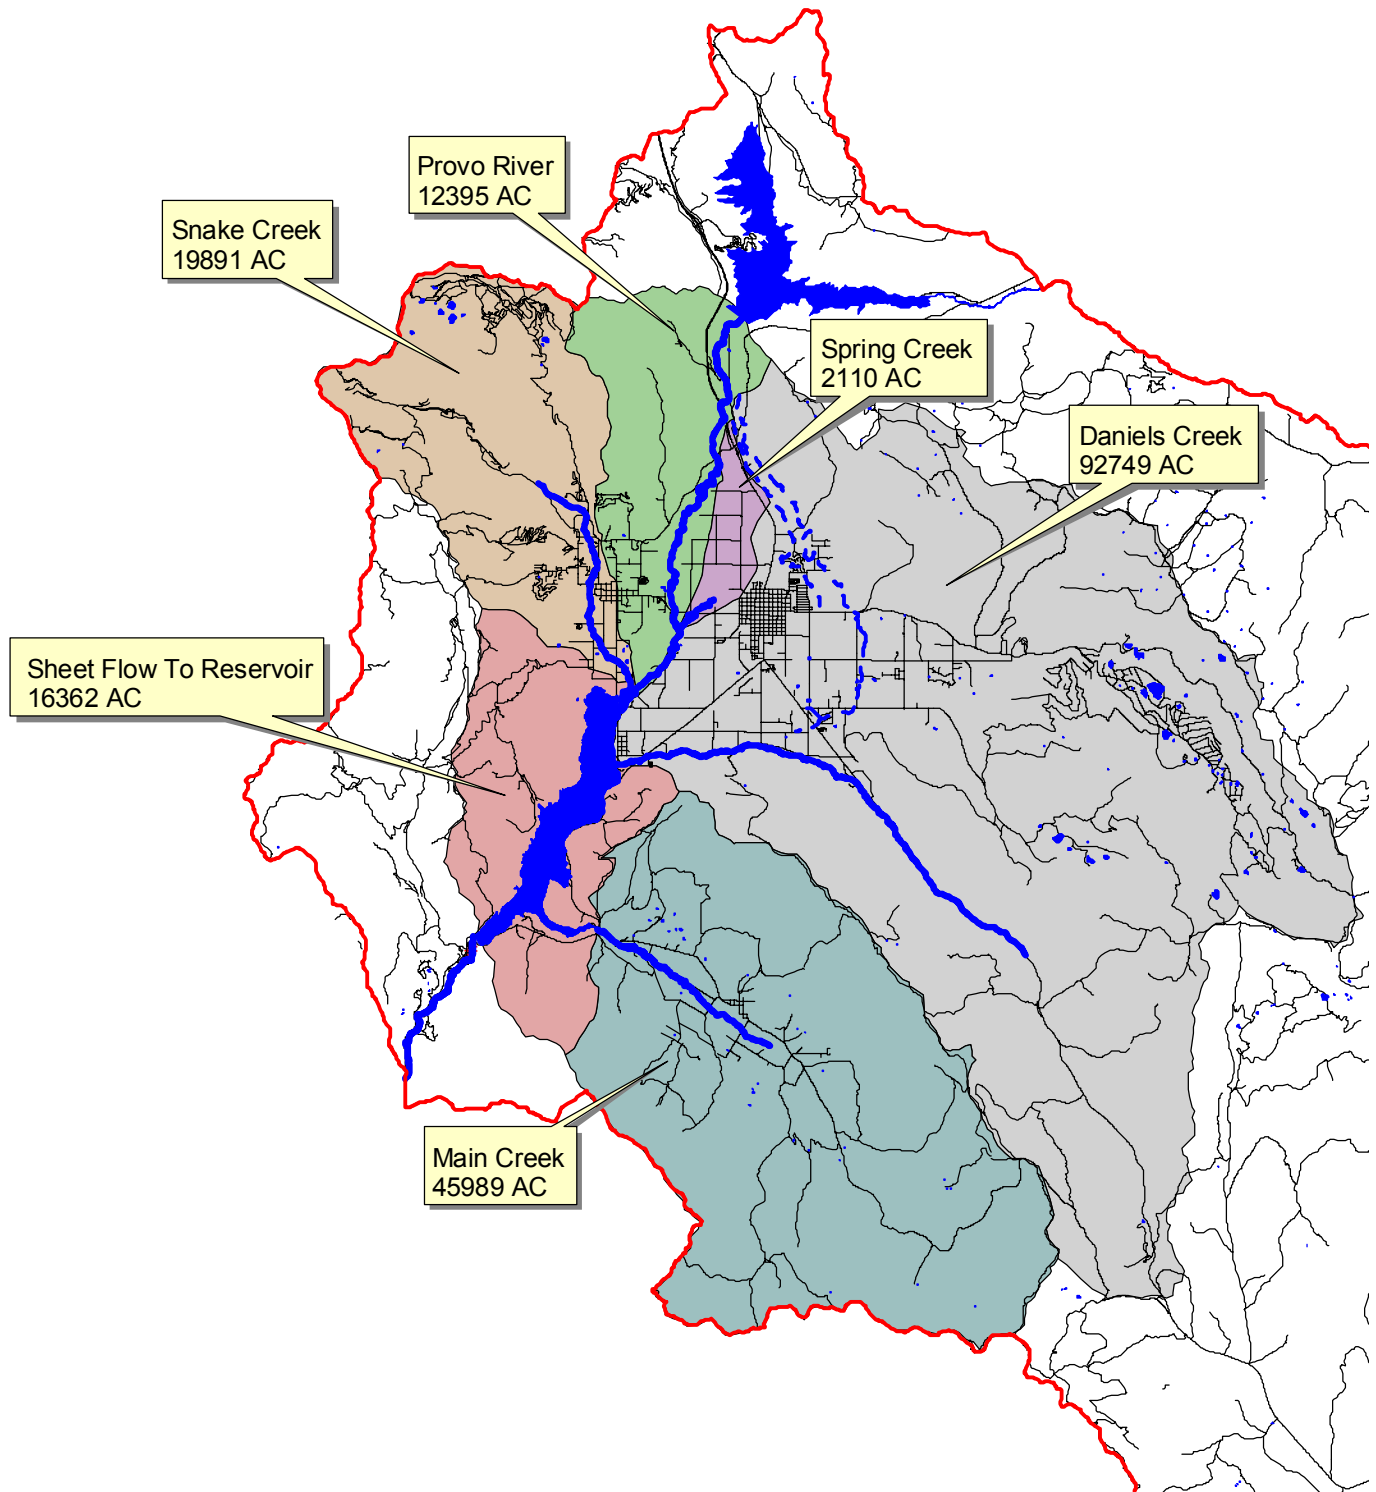 Provo River
12395 AC
Snake Creek
19891 AC
Spring Creek
2110 AC
Daniels Creek
92749 AC
Sheet Flow To Reservoir
16362 AC
Main Creek
45989 AC